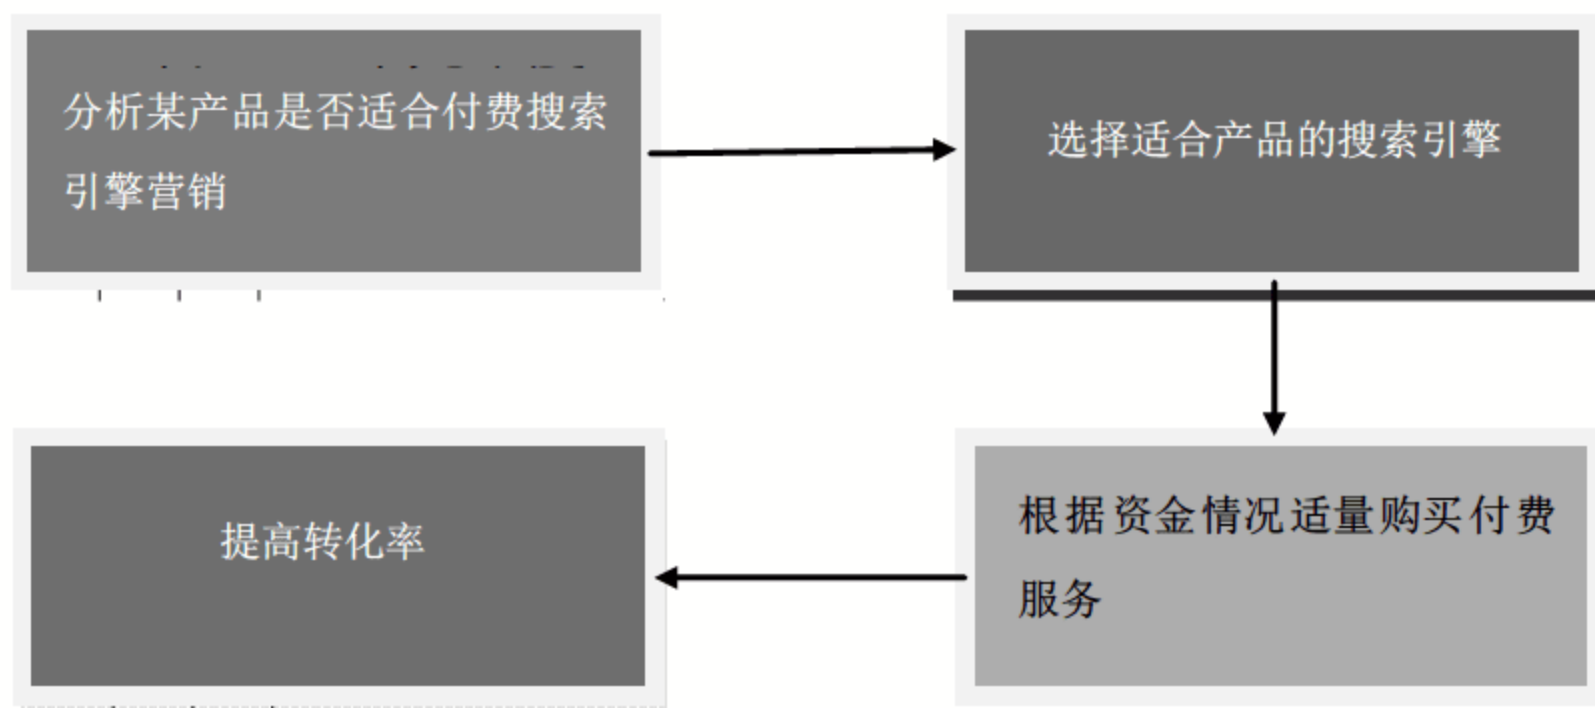 分析某产品是否适合付费搜索
引擎营销
选择适合产品的搜索引擎
根据资金情况适量购买付费
服务
提高转化率